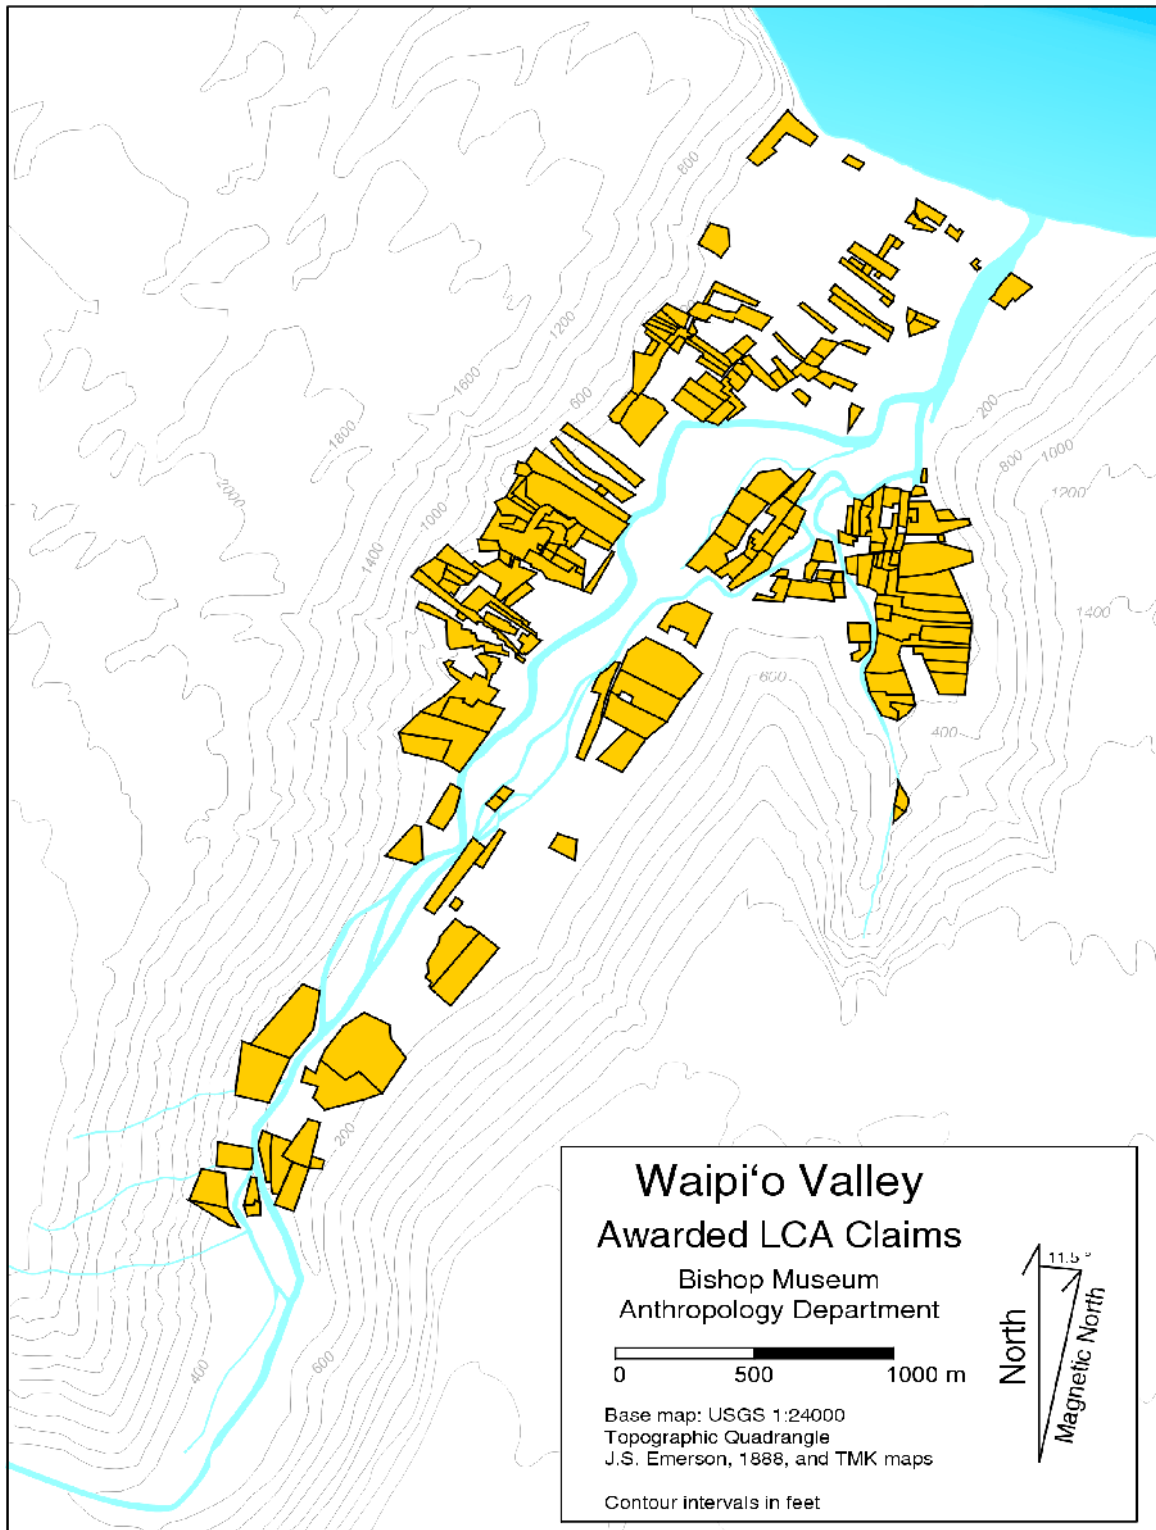 800
1200
1600
600
1800
2000
1000
1400
200
800
1000
1200
1400
600
400
200
400
600
Waipi‘o Valley
Awarded LCA Claims
Bishop Museum
Anthropology Department
0 500 1000 m
Base map: USGS 1:24000
Topographic Quadrangle
J.S. Emerson, 1888, and TMK maps
Contour intervals in feet
11.5 °
North
Magnetic North